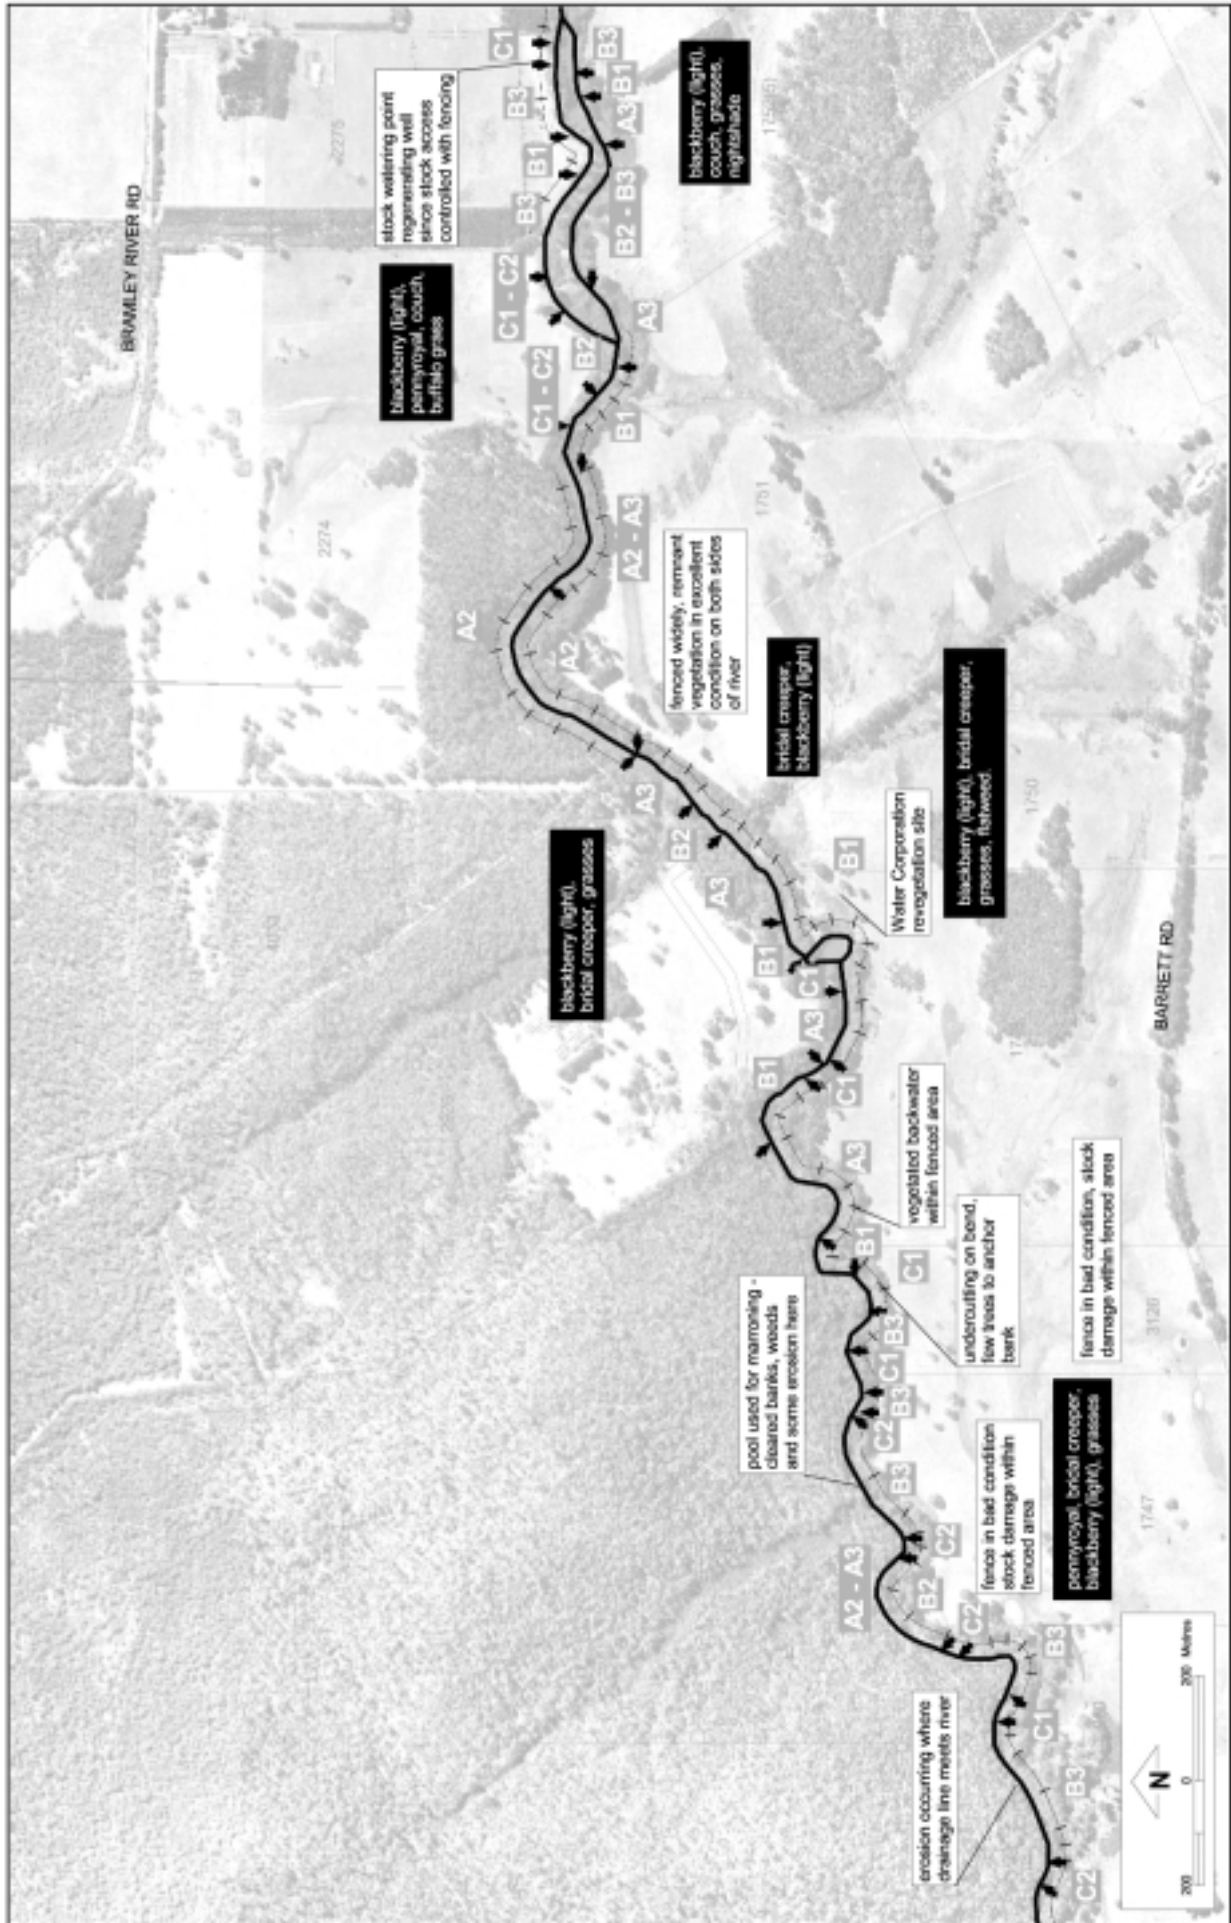 BRAMLEY RIVER RD
stock watering point
regenerating well
since stock access
controlled with fencing
blackberry (light),
pennyroyal, couch,
buffalo grass
blackberry (light),
couch, grasses,
nightshade
C1
B3
B1
B3
C1 - C2
C1 - C2
B3
B1
A3
B2 - B3
A3
B2
B1
2275
2274
1751
A2 - A3
A2
A2
fenced widely, remnant
vegetation in excellent
condition on both sides
of river
bridal creeper,
blackberry (light)
blackberry (light),
bridal creeper, grasses
A3
B2
A3
B1
B1
Water Corporation
revegetation site
blackberry (light), bridal creeper,
grasses, flatweed.
1750
BARRETT RD
C1
A3
B1
C1
A3
vegetated backwater
within fenced area
B1
C1
undercutting on bend,
few trees to anchor
bank
fence in bad condition, stock
damage within fenced area
3126
pool used for marroning -
cleared banks, weeds
and some erosion here
B3
C1
B3
C2
B3
C2
A2 - A3
B2
C2
fence in bad condition
stock damage within
fenced area
pennyroyal, bridal creeper,
blackberry (light), grasses
1747
B3
erosion occurring where
drainage line meets river
C1
B3
C2
N
200 0 200 Metres